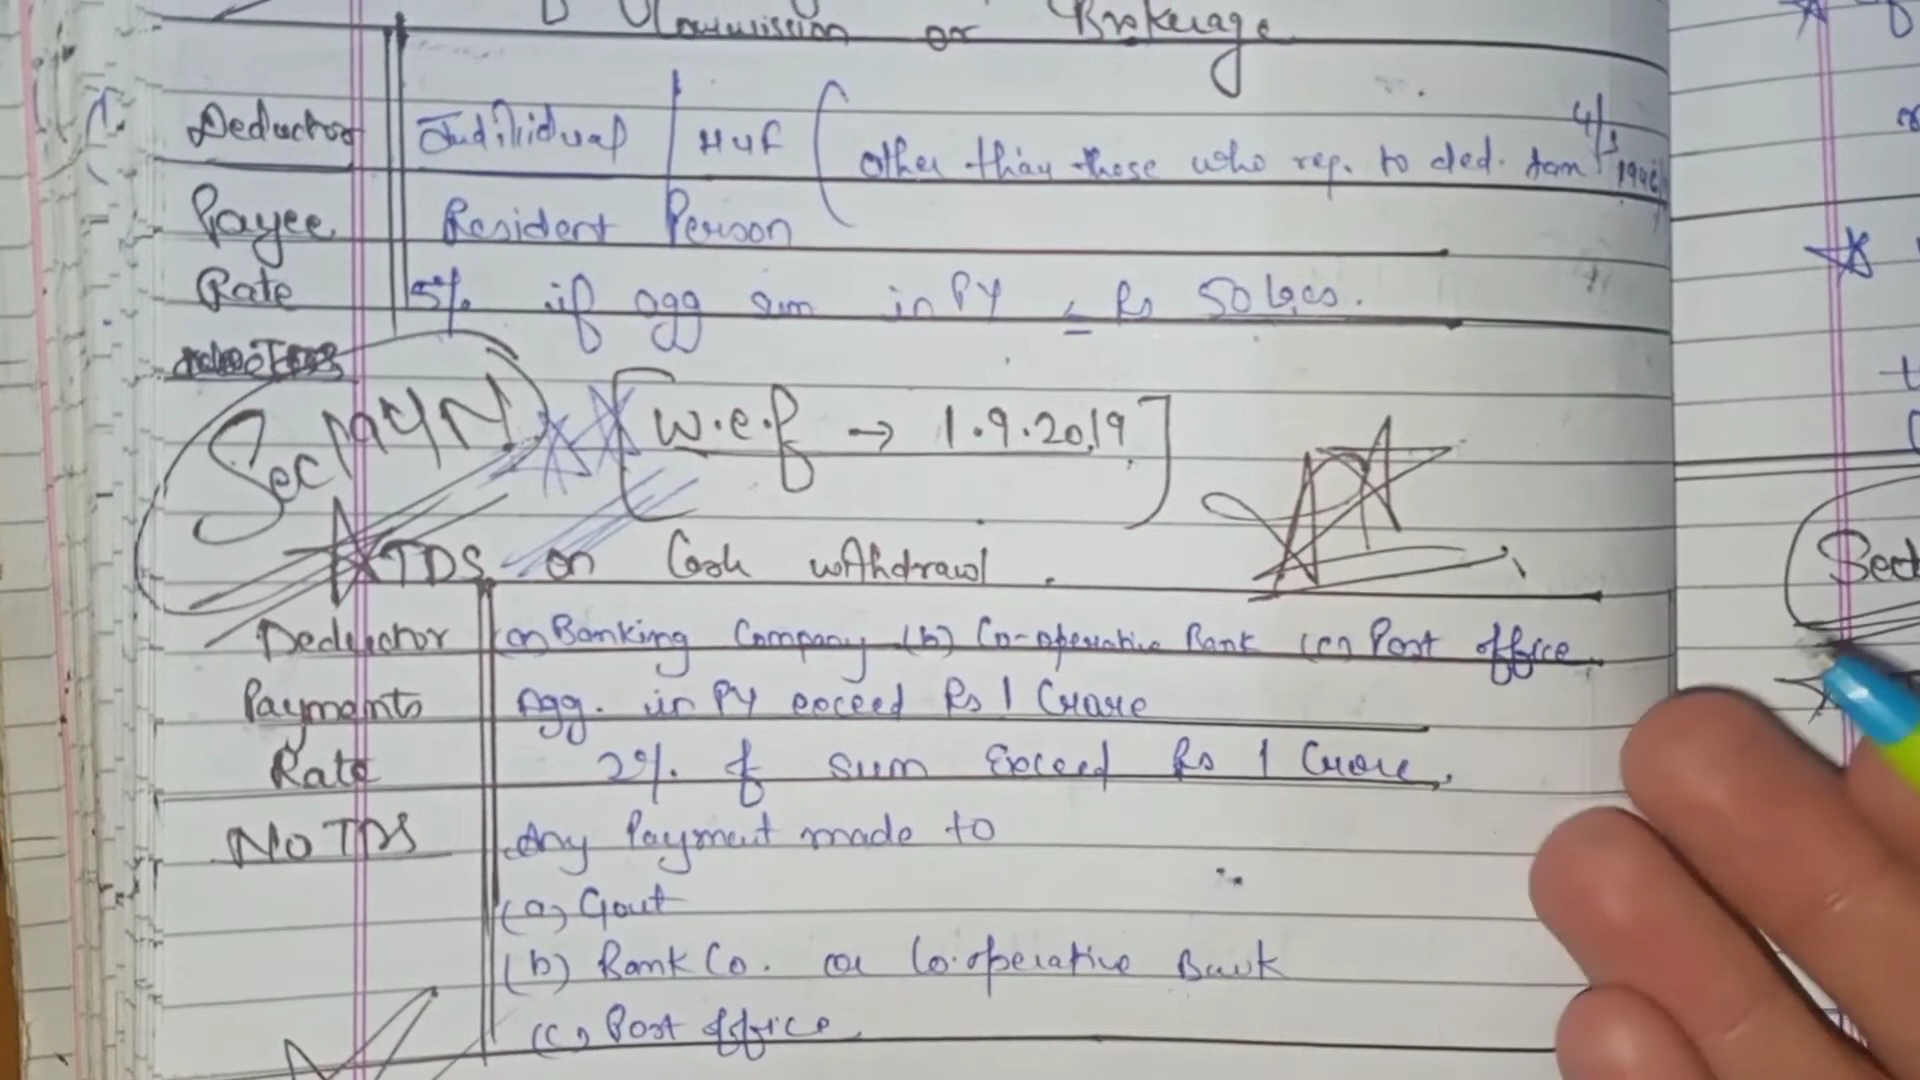 Commission or Brokerage
Deductor Individual HUF (Other than those who rep. to ded.
Payee Resident Person
Rate 5% if agg sum in PY ≤ Rs 50 lacs.
Sec 194N [W.e.f → 1.9.2019]
TDS on Cash withdrawl.
Deductor (a) Banking Company (b) Co-operative Bank (c) Post office
Payments Agg. in PY exceed Rs 1 Crore
Rate 2% of sum Exceed Rs 1 Crore.
NO TDS Any Payment made to
(a) Govt
(b) Bank Co. or Co.operative Bank
(c) Post office
Sect